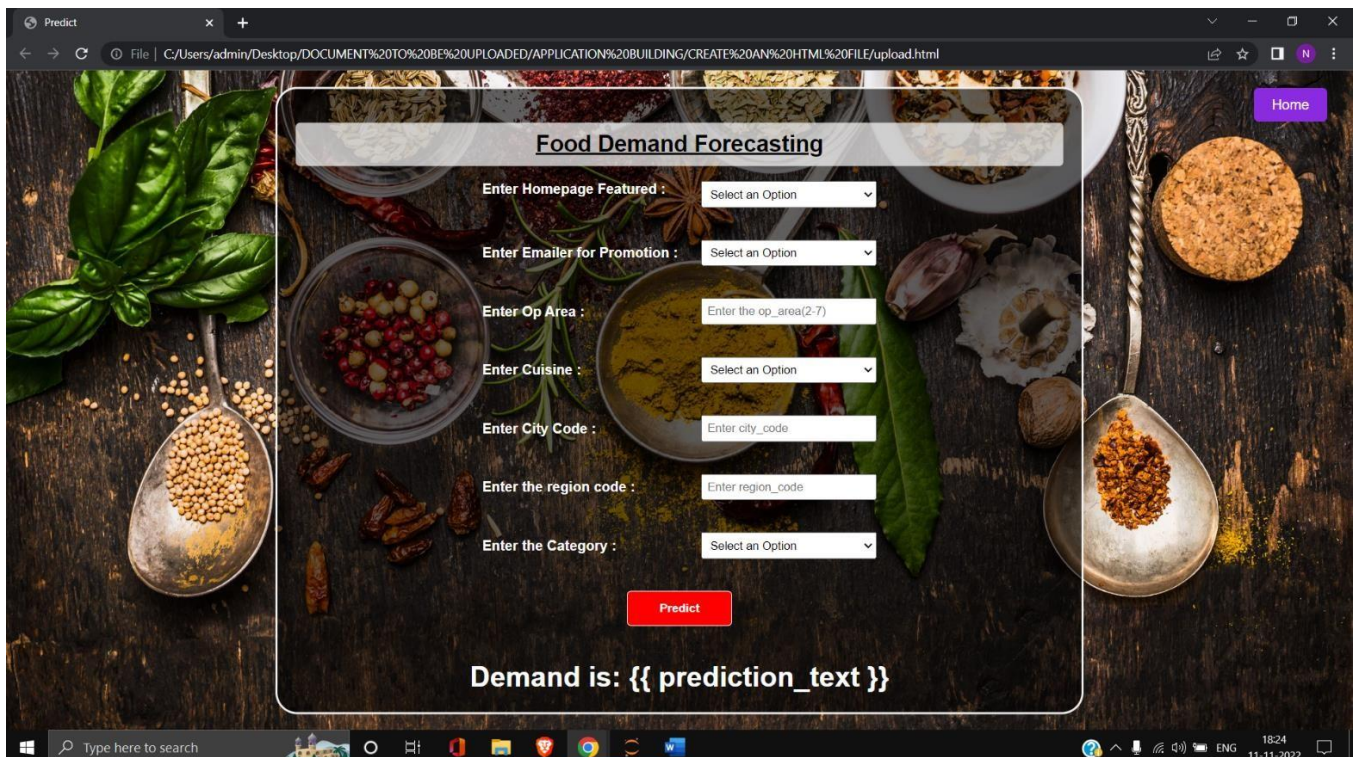 Predict
File | C:/Users/admin/Desktop/DOCUMENT%20TO%20BE%20UPLOADED/APPLICATION%20BUILDING/CREATE%20AN%20HTML%20FILE/upload.html
N
Home
Food Demand Forecasting
Enter Homepage Featured : Select an Option
Enter Emailer for Promotion : Select an Option
Enter Op Area : Enter the op_area(2-7)
Enter Cuisine : Select an Option
Enter City Code : Enter city_code
Enter the region code : Enter region_code
Enter the Category : Select an Option
Predict
Demand is: {{ prediction_text }}
Type here to search
ENG
18:24
11-11-2022